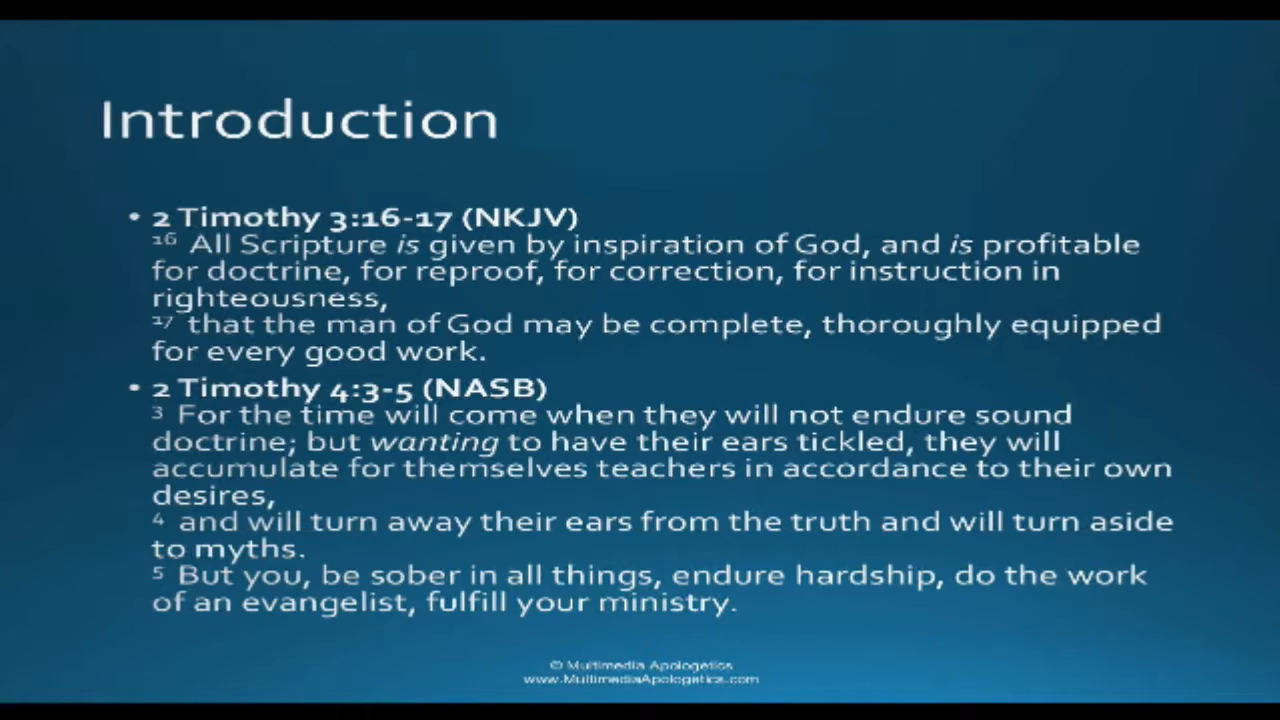 Introduction
• 2 Timothy 3:16-17 (NKJV)
16 All Scripture is given by inspiration of God, and is profitable
for doctrine, for reproof, for correction, for instruction in
righteousness,
17 that the man of God may be complete, thoroughly equipped
for every good work.
• 2 Timothy 4:3-5 (NASB)
3 For the time will come when they will not endure sound
doctrine; but wanting to have their ears tickled, they will
accumulate for themselves teachers in accordance to their own
desires,
4 and will turn away their ears from the truth and will turn aside
to myths.
5 But you, be sober in all things, endure hardship, do the work
of an evangelist, fulfill your ministry.
© Multimedia Apologetics
www.MultimediaApologetics.com